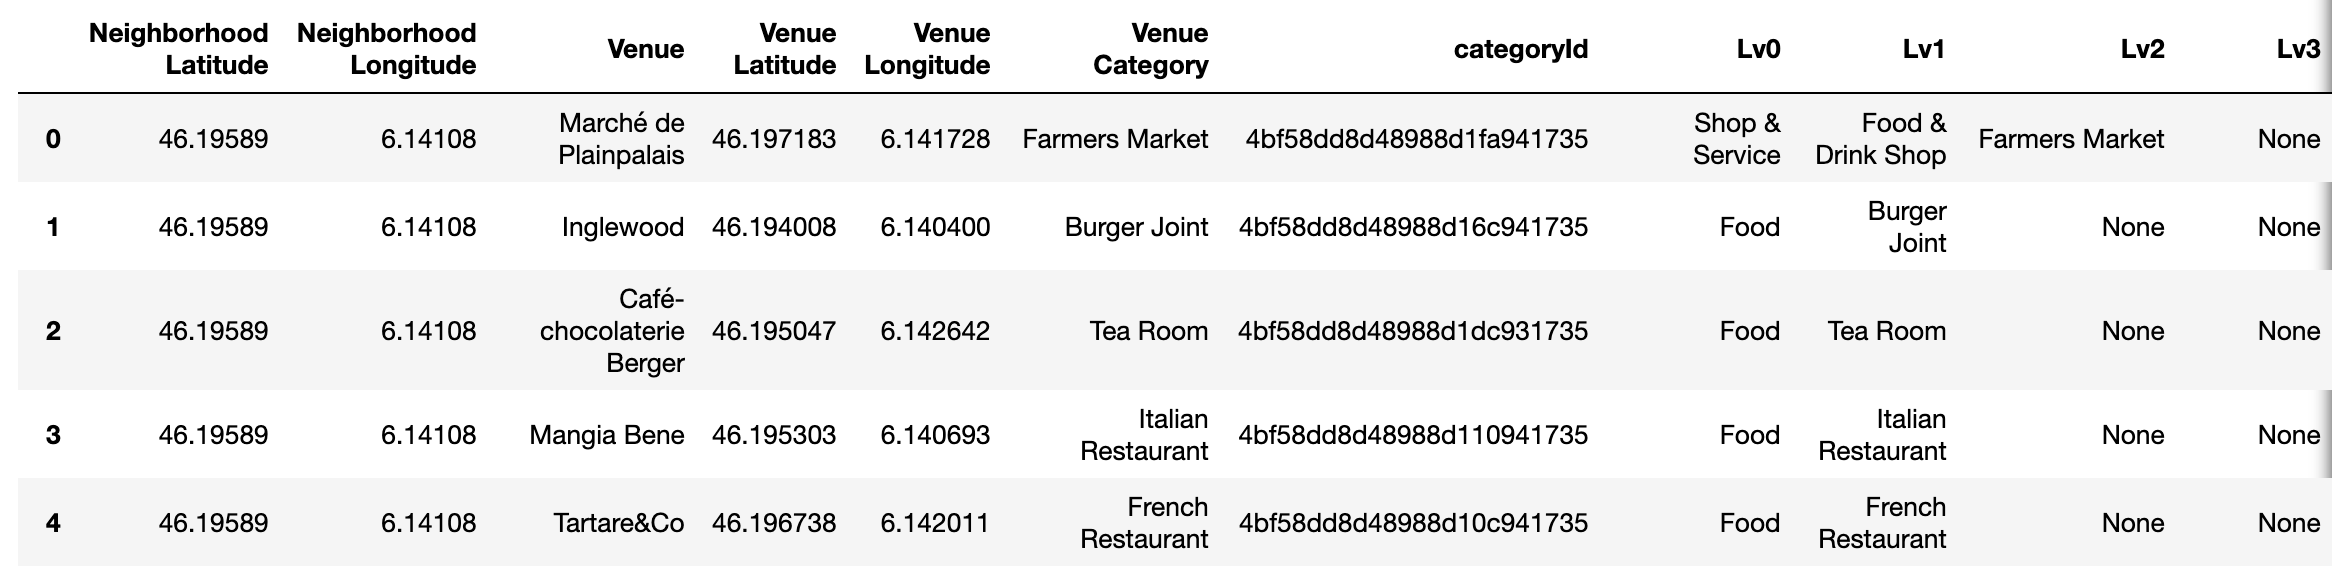 Neighborhood Latitude Neighborhood Longitude Venue Venue Latitude Venue Longitude Venue Category categoryId Lv0 Lv1 Lv2 Lv3
0 46.19589 6.14108 Marché de Plainpalais 46.197183 6.141728 Farmers Market 4bf58dd8d48988d1fa941735 Shop & Service Food & Drink Shop Farmers Market None
1 46.19589 6.14108 Inglewood 46.194008 6.140400 Burger Joint 4bf58dd8d48988d16c941735 Food Burger Joint None None
2 46.19589 6.14108 Café-chocolaterie Berger 46.195047 6.142642 Tea Room 4bf58dd8d48988d1dc931735 Food Tea Room None None
3 46.19589 6.14108 Mangia Bene 46.195303 6.140693 Italian Restaurant 4bf58dd8d48988d110941735 Food Italian Restaurant None None
4 46.19589 6.14108 Tartare&Co 46.196738 6.142011 French Restaurant 4bf58dd8d48988d10c941735 Food French Restaurant None None